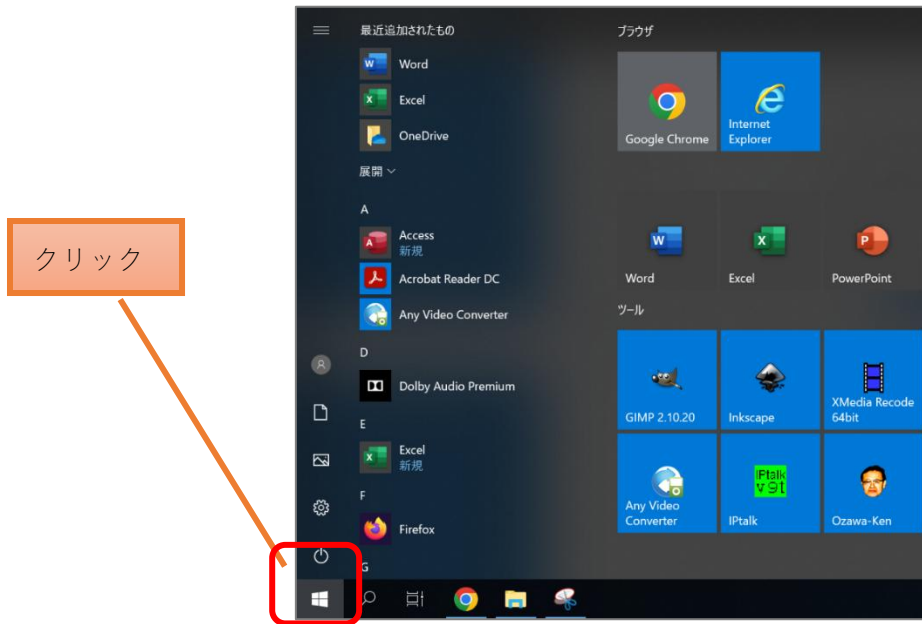 クリック
最近追加されたもの
Word
Excel
OneDrive
展開
A
Access
新規
Acrobat Reader DC
Any Video Converter
D
Dolby Audio Premium
E
Excel
新規
F
Firefox
G
ブラウザ
Google Chrome
Internet
Explorer
Word
Excel
PowerPoint
ツール
GIMP 2.10.20
Inkscape
XMedia Recode
64bit
Any Video
Converter
IPtalk
v9t
IPtalk
Ozawa-Ken